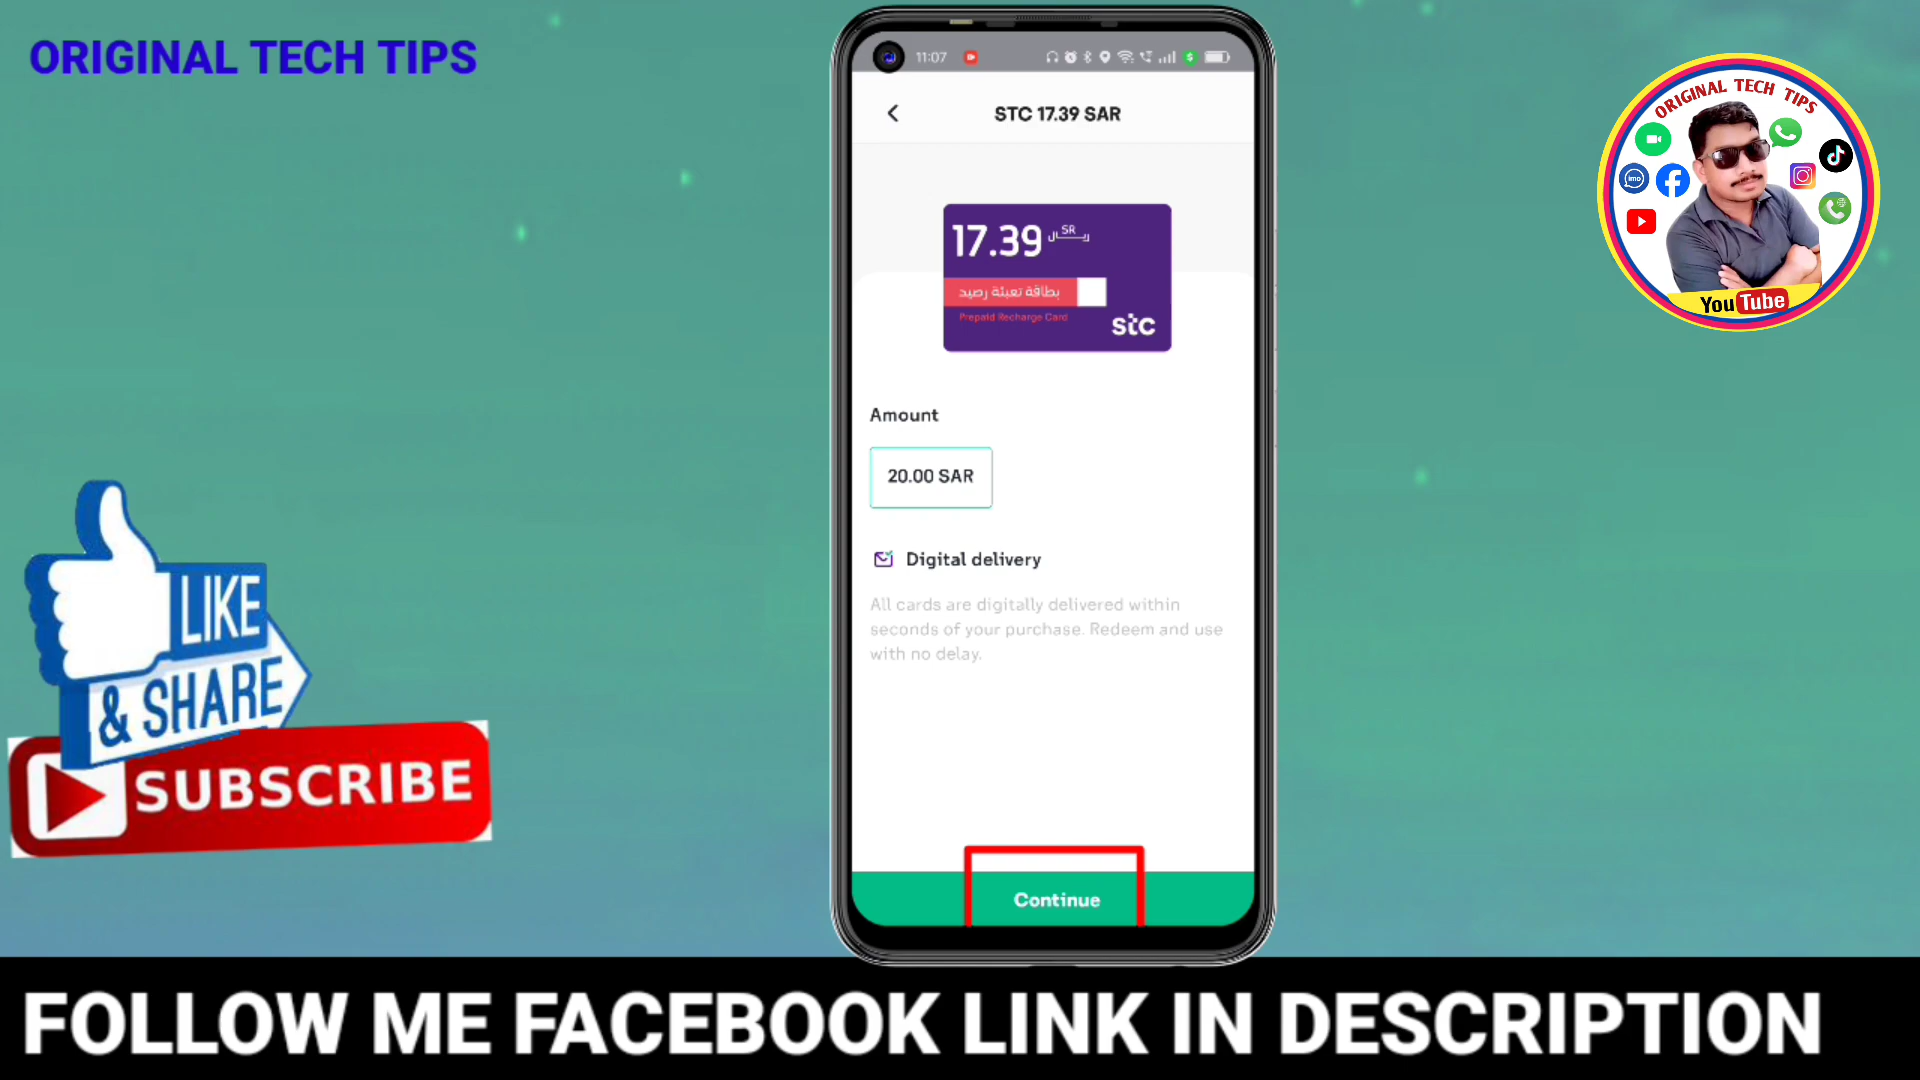 ORIGINAL TECH TIPS
11:07
STC 17.39 SAR
17.39 ريال SR
بطاقة تعبئة رصيد
Prepaid Recharge Card
stc
Amount
20.00 SAR
Digital delivery
All cards are digitally delivered within
seconds of your purchase. Redeem and use
with no delay.
Continue
ORIGINAL TECH TIPS
imo
YouTube
LIKE
& SHARE
SUBSCRIBE
FOLLOW ME FACEBOOK LINK IN DESCRIPTION